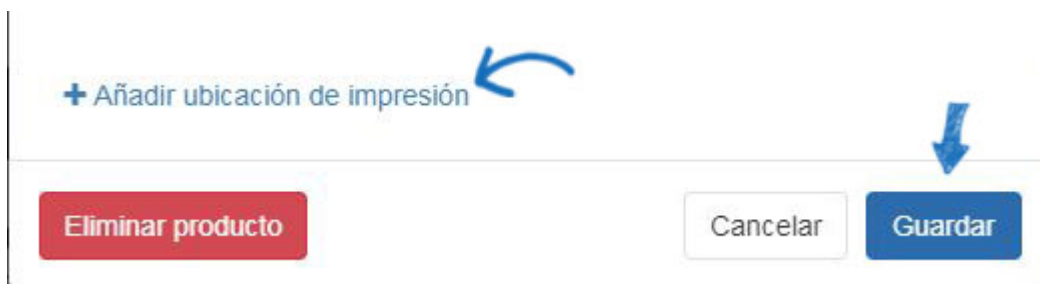 + Añadir ubicación de impresión
Eliminar producto
Cancelar
Guardar